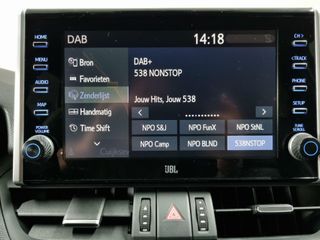 DAB
14:18
HOME
MENU
AUDIO
MAP
POWER
VOLUME
Bron
Favorieten
Zenderlijst
Handmatig
Time Shift
DAB+
538 NONSTOP
Jouw Hits, Jouw 538
NPO S&J
NPO FunX
NPO StNL
NPO Camp
NPO BLND
538NSTOP
CH >
< TRACK
PHONE
SETUP
TUNE
SCROLL
JBL